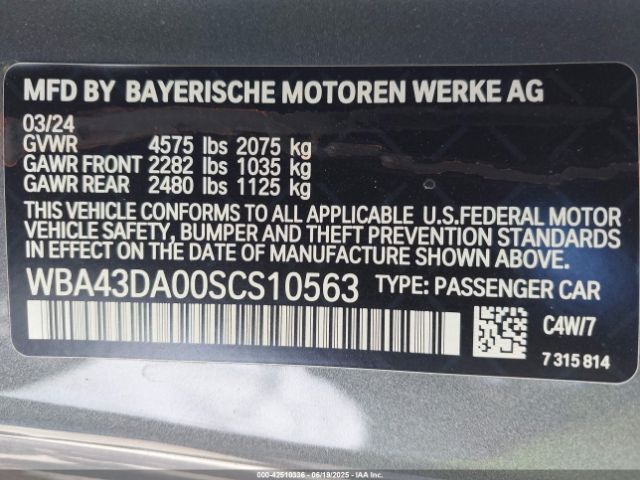 MFD BY BAYERISCHE MOTOREN WERKE AG
03/24
GVWR 4575 lbs 2075 kg
GAWR FRONT 2282 lbs 1035 kg
GAWR REAR 2480 lbs 1125 kg
THIS VEHICLE CONFORMS TO ALL APPLICABLE U.S.FEDERAL MOTOR
VEHICLE SAFETY, BUMPER AND THEFT PREVENTION STANDARDS
IN EFFECT ON THE DATE OF MANUFACTURE SHOWN ABOVE.
WBA43DA00SCS10563 TYPE: PASSENGER CAR
C4W/7
7 315 814
000-42510336 - 06/19/2025 - IAAI.COM